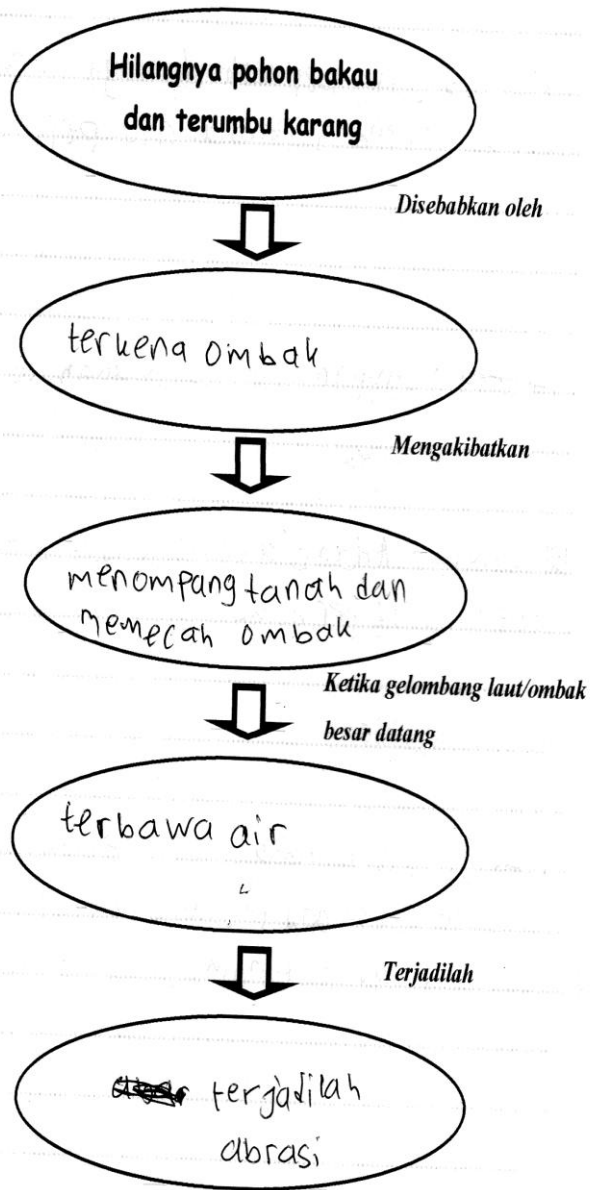 Hilangnya pohon bakau
dan terumbu karang
Disebabkan oleh
terkena ombak
Mengakibatkan
menompang tanah dan
memecah ombak
Ketika gelombang laut/ombak
besar datang
terbawa air
Terjadilah
terjadilah
abrasi